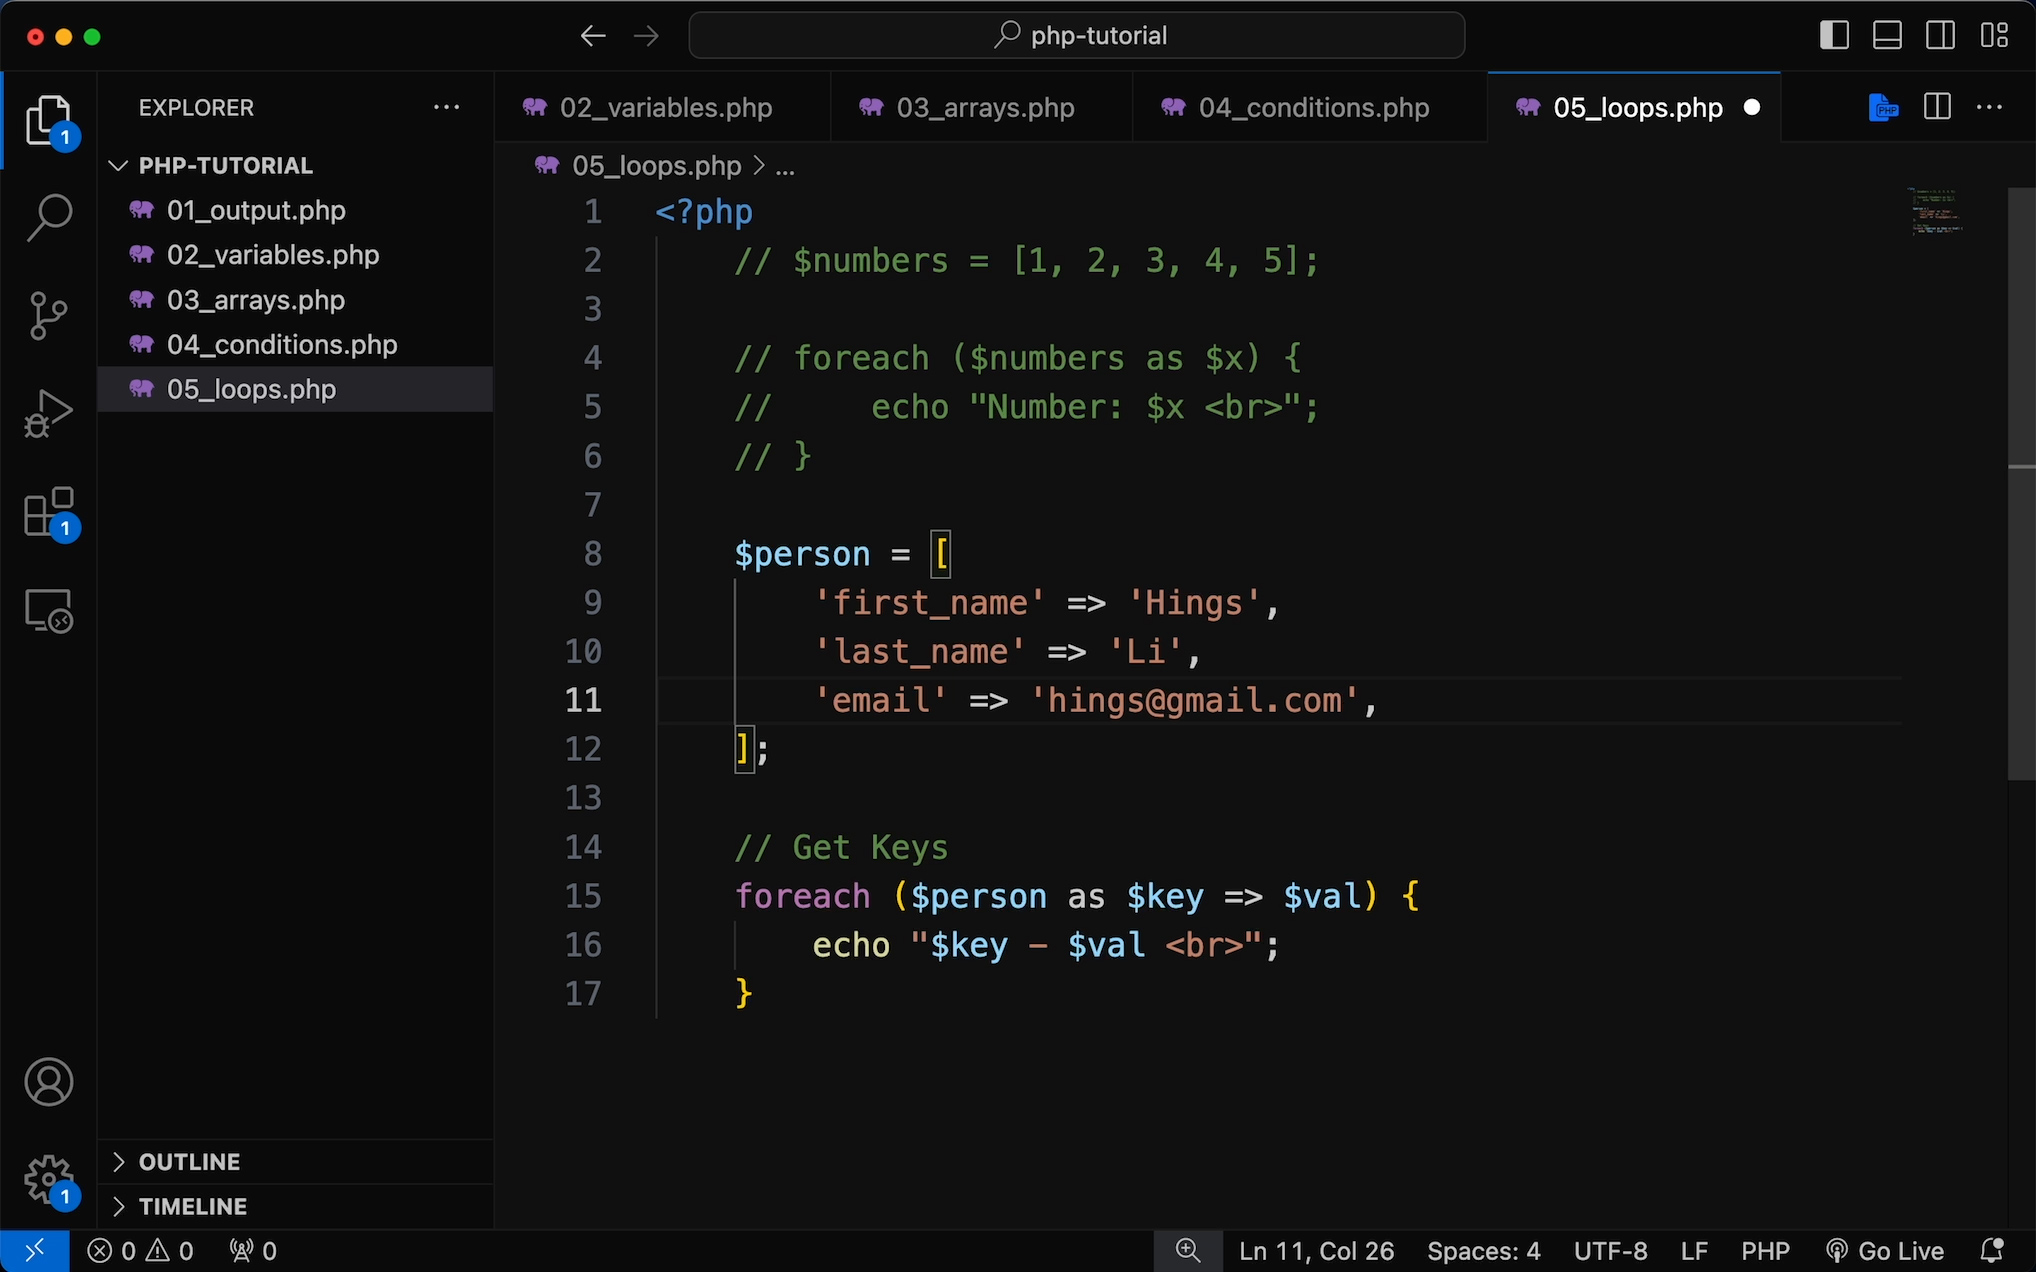 php-tutorial
EXPLORER
PHP-TUTORIAL
01_output.php
02_variables.php
03_arrays.php
04_conditions.php
05_loops.php
OUTLINE
TIMELINE
1
1
1
02_variables.php
03_arrays.php
04_conditions.php
05_loops.php
PHP
05_loops.php > ...
1 <?php
2 // $numbers = [1, 2, 3, 4, 5];
3
4 // foreach ($numbers as $x) {
5 //     echo "Number: $x <br>";
6 // }
7
8 $person = [
9     'first_name' => 'Hings',
10     'last_name' => 'Li',
11     'email' => 'hings@gmail.com',
12 ];
13
14 // Get Keys
15 foreach ($person as $key => $val) {
16     echo "$key - $val <br>";
17 }
0 0 0 Ln 11, Col 26 Spaces: 4 UTF-8 LF PHP Go Live